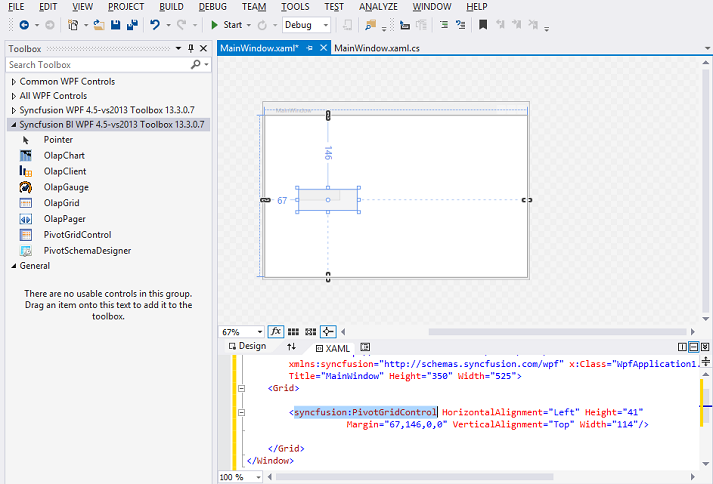 FILE EDIT VIEW PROJECT BUILD DEBUG TEAM TOOLS TEST ANALYZE WINDOW HELP
Start Debug
Toolbox
MainWindow.xaml* MainWindow.xaml.cs
Search Toolbox
Common WPF Controls
All WPF Controls
Syncfusion WPF 4.5-vs2013 Toolbox 13.3.0.7
Syncfusion BI WPF 4.5-vs2013 Toolbox 13.3.0.7
Pointer
OlapChart
OlapClient
OlapGauge
OlapGrid
OlapPager
PivotGridControl
PivotSchemaDesigner
General
There are no usable controls in this group.
Drag an item onto this text to add it to the
toolbox.
MainWindow
146
67
67% fx
Design XAML
xmlns:syncfusion="http://schemas.syncfusion.com/wpf" x:Class="WpfApplication1.
Title="MainWindow" Height="350" Width="525">
<Grid>
<syncfusion:PivotGridControl HorizontalAlignment="Left" Height="41"
Margin="67,146,0,0" VerticalAlignment="Top" Width="114"/>
</Grid>
</Window>
100 %